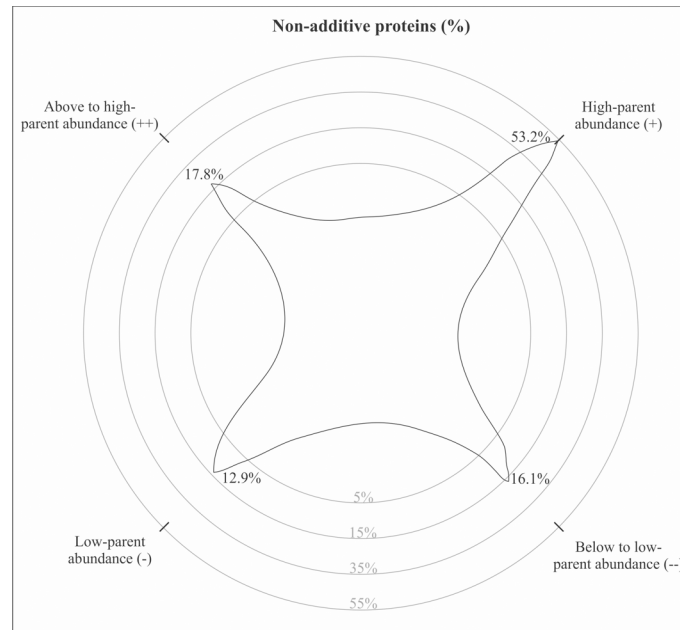 Non-additive proteins (%)
Above to high-
parent abundance (++)
High-parent
abundance (+)
53.2%
17.8%
12.9%
16.1%
5%
15%
35%
55%
Low-parent
abundance (-)
Below to low-
parent abundance (--)